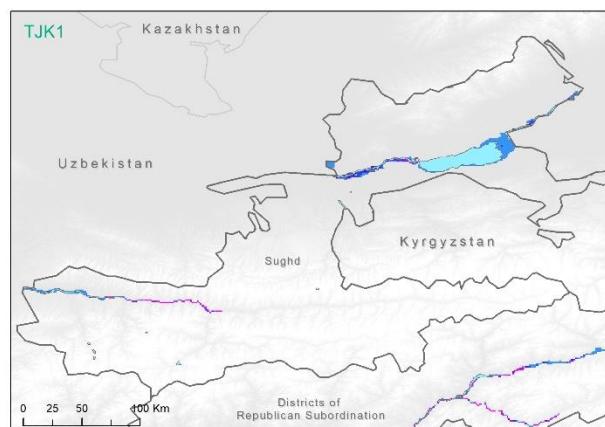 TJK1
Kazakhstan
Uzbekistan
Kyrgyzstan
Sughd
Districts of
Republican Subordination
0 25 50 100 Km